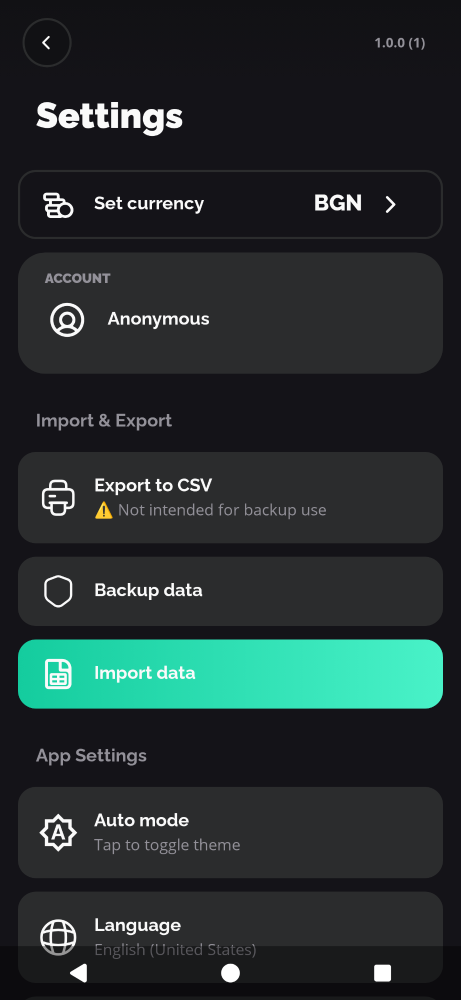 1.0.0 (1)
Settings
Set currency BGN
ACCOUNT
Anonymous
Import & Export
Export to CSV
⚠️ Not intended for backup use
Backup data
Import data
App Settings
A Auto mode
Tap to toggle theme
Language
English (United States)